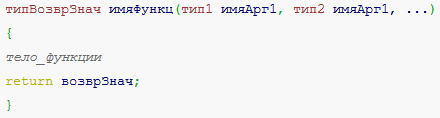 типВозврЗнач имяФункц(тип1 имяАрг1, тип2 имяАрг1, ...)
{
тело_функции
return возврЗнач;
}